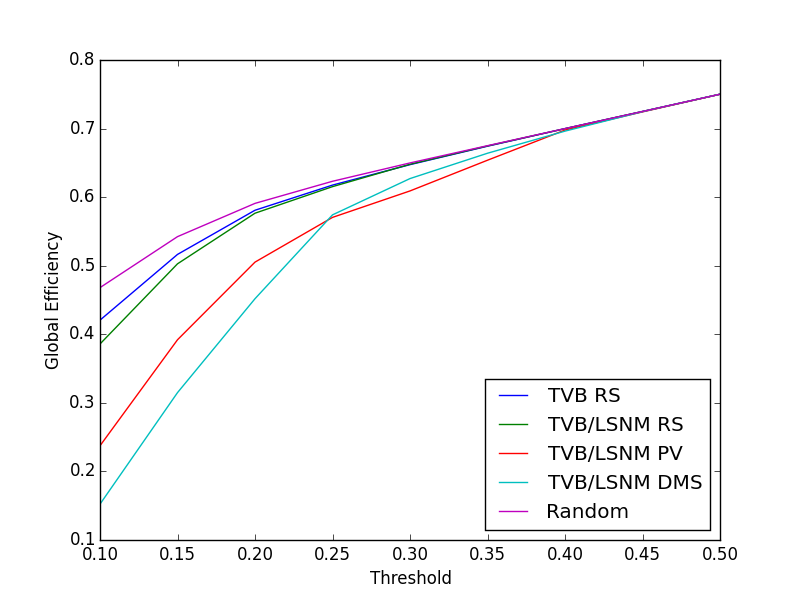 0.8
0.7
0.6
0.5
0.4
0.3
0.2
0.1
Global Efficiency
0.10 0.15 0.20 0.25 0.30 0.35 0.40 0.45 0.50
Threshold
TVB RS
TVB/LSNM RS
TVB/LSNM PV
TVB/LSNM DMS
Random